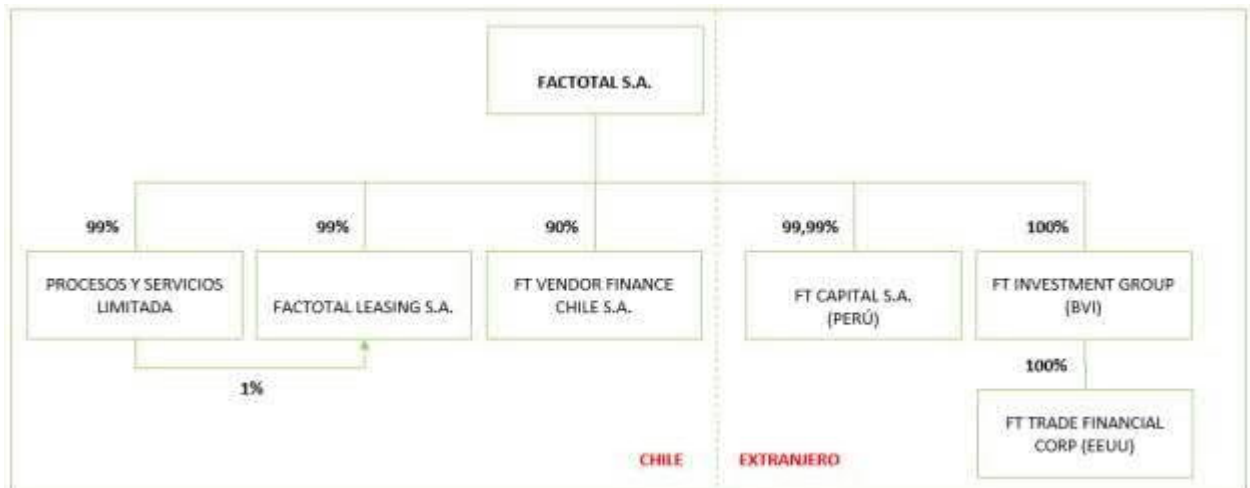 FACTOTAL S.A.
99%
99%
90%
99,99%
100%
PROCESOS Y SERVICIOS
LIMITADA
FACTOTAL LEASING S.A.
FT VENDOR FINANCE
CHILE S.A.
FT CAPITAL S.A.
(PERÚ)
FT INVESTMENT GROUP
(BVI)
1%
100%
FT TRADE FINANCIAL
CORP (EEUU)
CHILE
EXTRANJERO